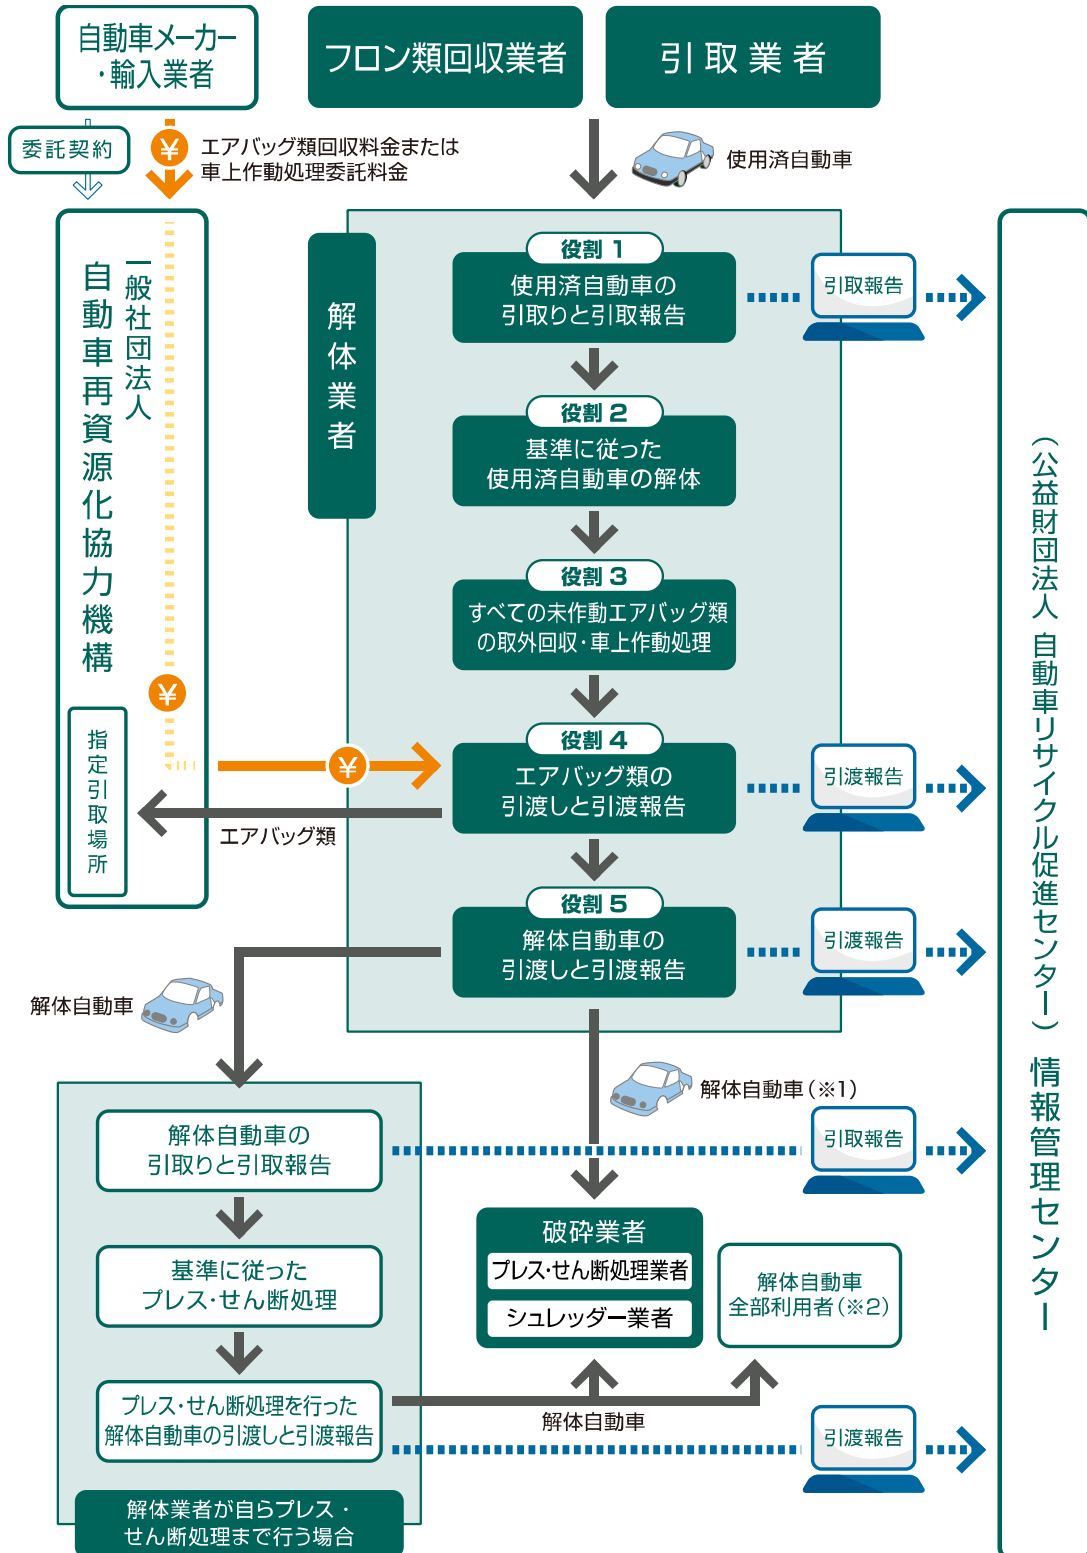 自動車メーカー
・輸入業者
フロン類回収業者
引取業者
委託契約
¥
エアバッグ類回収料金または
車上作動処理委託料金
使用済自動車
一般社団法人
自動車再資源化協力機構
¥
指定引取場所
解体業者
役割 1
使用済自動車の
引取りと引取報告
引取報告
役割 2
基準に従った
使用済自動車の解体
役割 3
すべての未作動エアバッグ類
の取外回収・車上作動処理
役割 4
エアバッグ類の
引渡しと引渡報告
引渡報告
¥
エアバッグ類
役割 5
解体自動車の
引渡しと引渡報告
引渡報告
解体自動車
解体自動車(※1)
解体自動車の
引取りと引取報告
引取報告
基準に従った
プレス・せん断処理
プレス・せん断処理を行った
解体自動車の引渡しと引渡報告
解体業者が自らプレス・
せん断処理まで行う場合
破砕業者
プレス・せん断処理業者
シュレッダー業者
解体自動車
全部利用者(※2)
解体自動車
引渡報告
(公益財団法人 自動車リサイクル促進センター) 情報管理センター